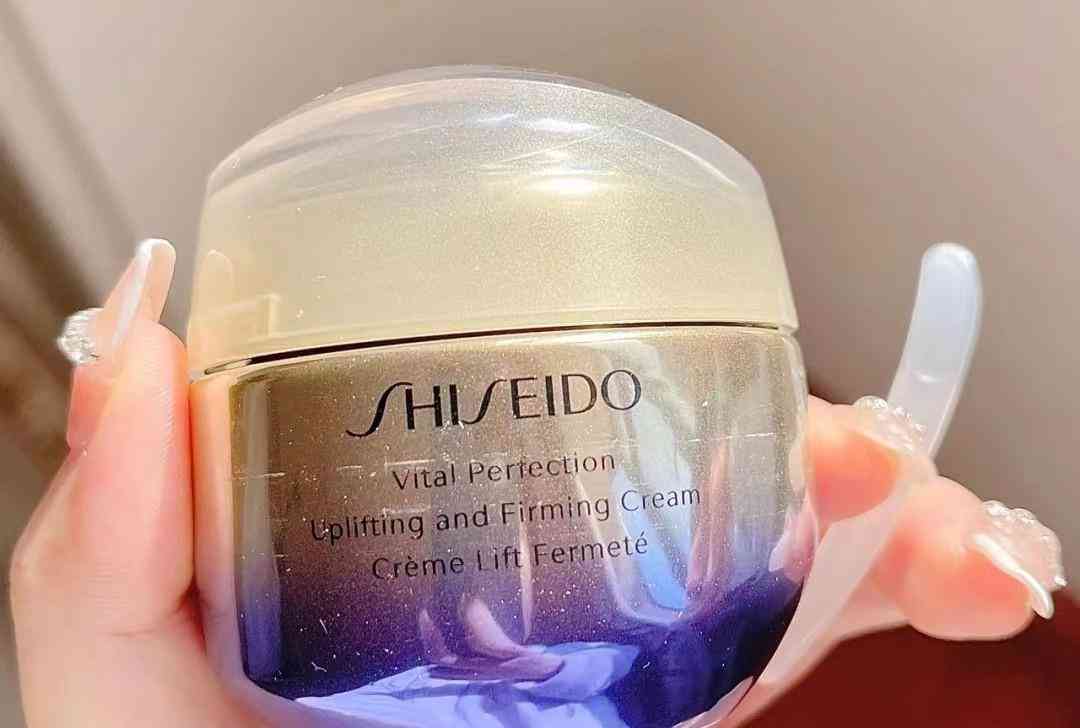 SHISEIDO
Vital Perfection
Uplifting and Firming Cream
Crème Lift Fermeté